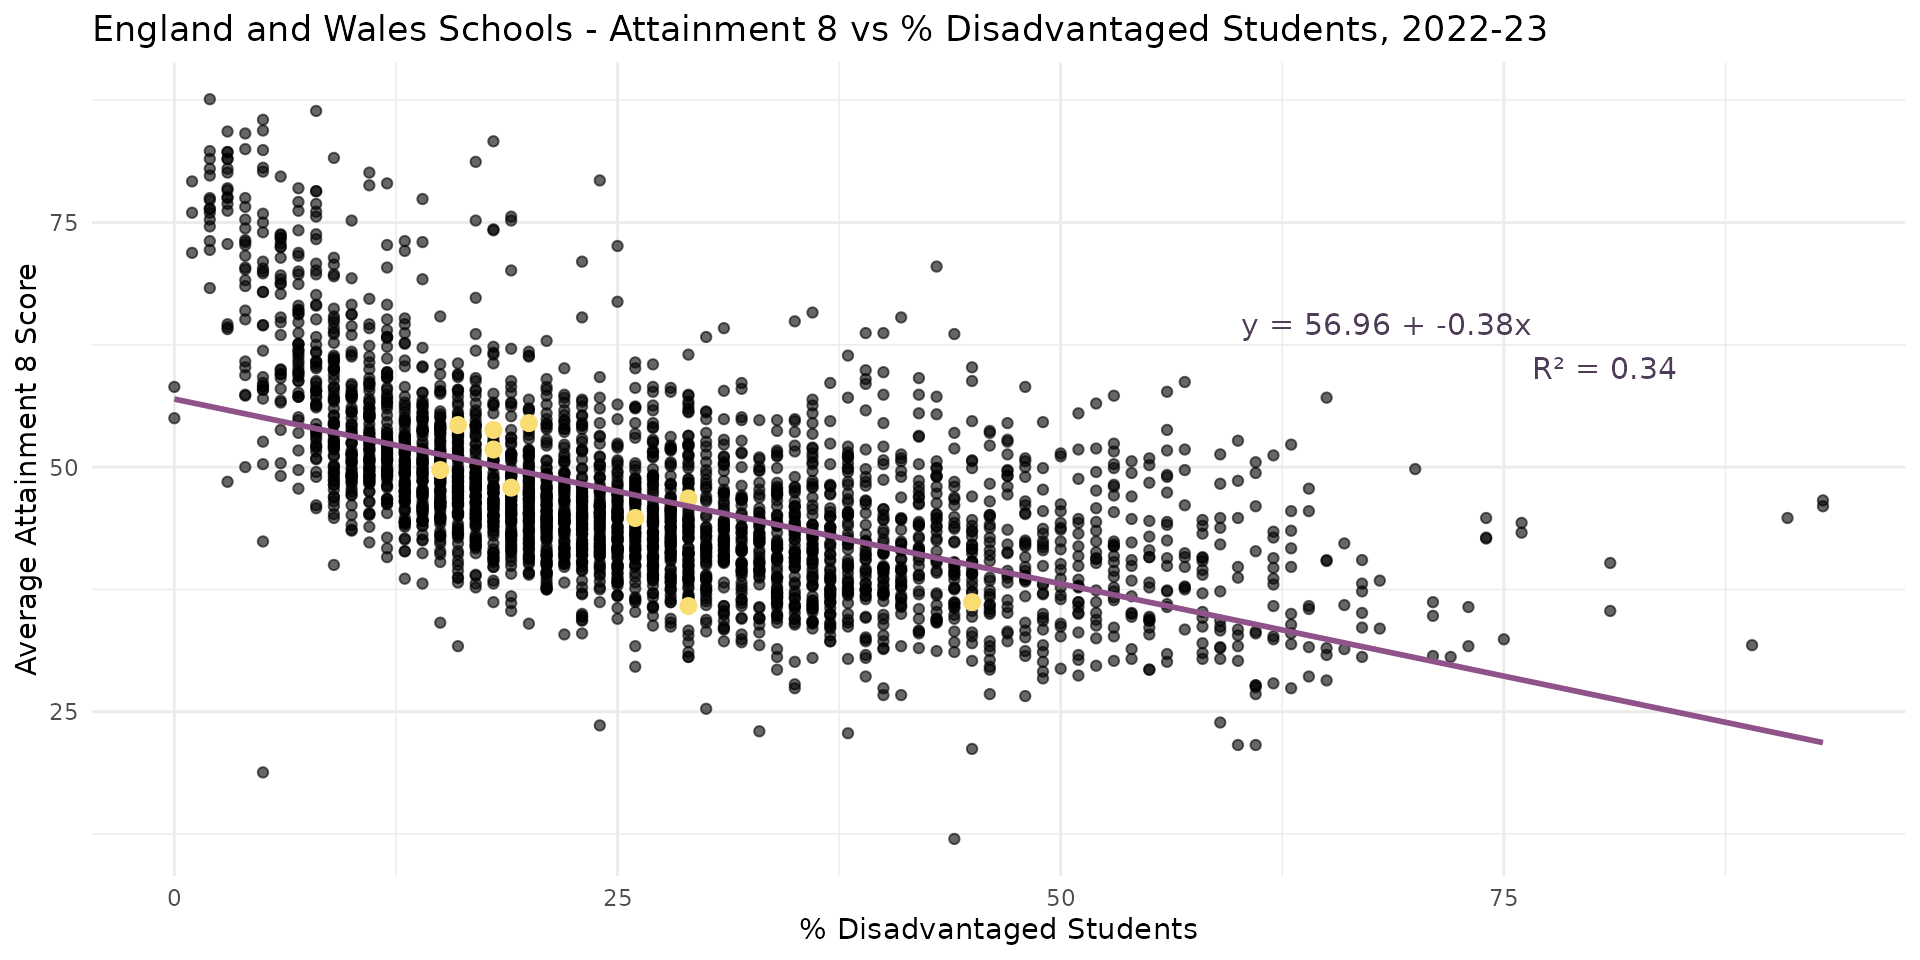 England and Wales Schools - Attainment 8 vs % Disadvantaged Students, 2022-23
Average Attainment 8 Score
75
50
25
y = 56.96 + -0.38x
R² = 0.34
0
25
50
75
% Disadvantaged Students